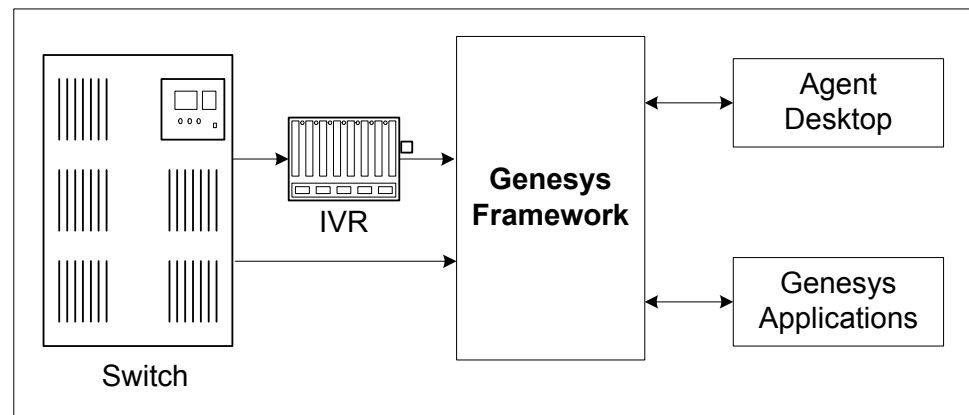 Switch
IVR
Genesys
Framework
Agent
Desktop
Genesys
Applications